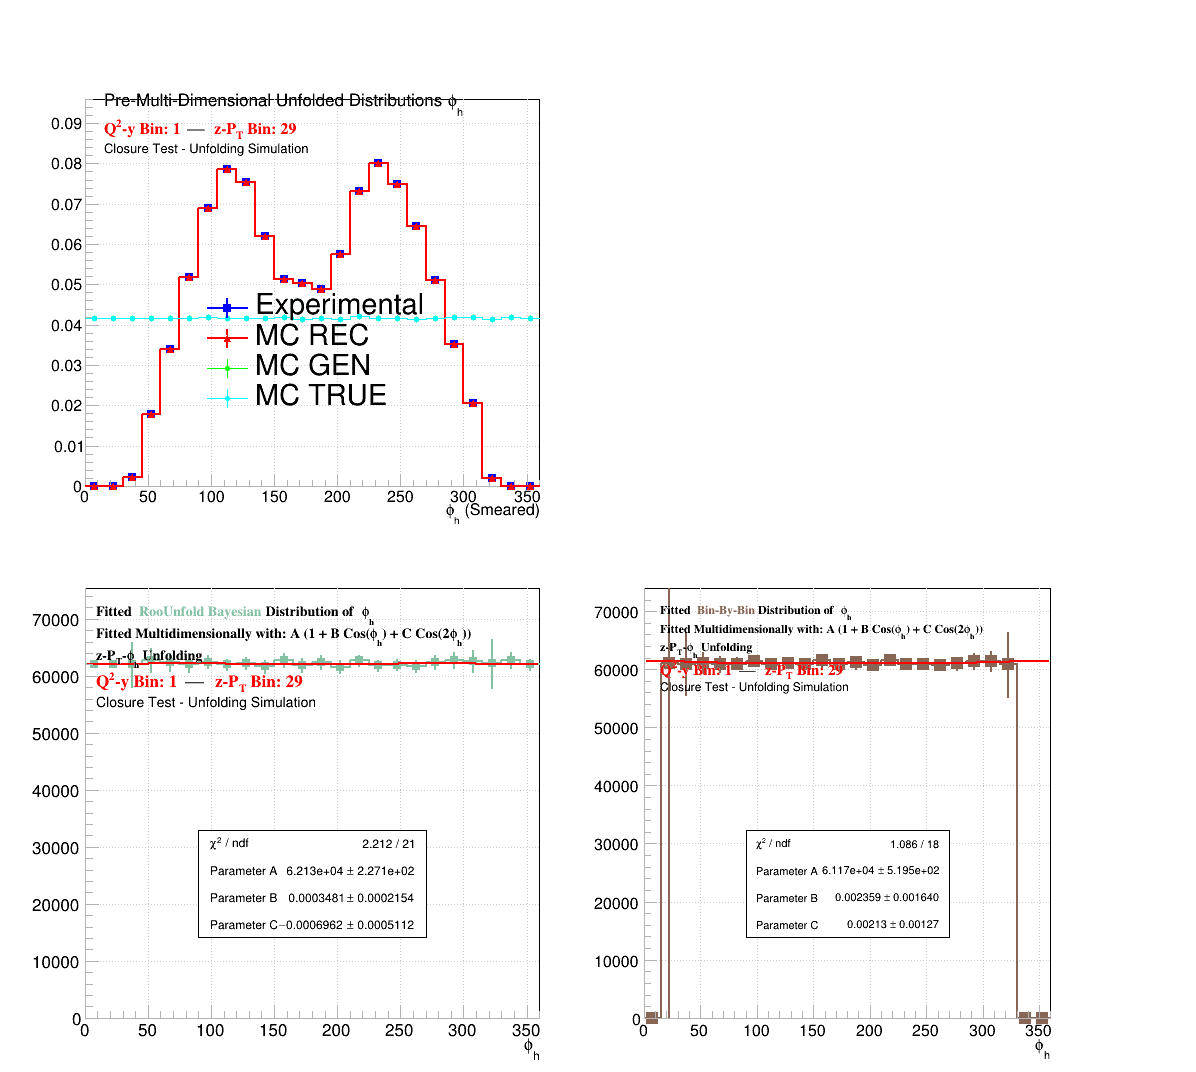 Pre-Multi-Dimensional Unfolded Distributions ϕh
Q²-y Bin: 1 — z-PT Bin: 29
Closure Test - Unfolding Simulation
0.09
0.08
0.07
0.06
0.05
0.04
0.03
0.02
0.01
0
Experimental
MC REC
MC GEN
MC TRUE
0 50 100 150 200 250 300 350
ϕh (Smeared)
Fitted RooUnfold Bayesian Distribution of ϕh
Fitted Multidimensionally with: A (1 + B Cos(ϕh) + C Cos(2ϕh))
z-PT-ϕh Unfolding
Q²-y Bin: 1 — z-PT Bin: 29
Closure Test - Unfolding Simulation
70000
60000
50000
40000
30000
20000
10000
0
χ² / ndf 2.212 / 21
Parameter A 6.213e+04 ± 2.271e+02
Parameter B 0.0003481 ± 0.0002154
Parameter C −0.0006962 ± 0.0005112
0 50 100 150 200 250 300 350
ϕh
Fitted Bin-By-Bin Distribution of ϕh
Fitted Multidimensionally with: A (1 + B Cos(ϕh) + C Cos(2ϕh))
z-PT-ϕh Unfolding
Q²-y Bin: 1 — z-PT Bin: 29
Closure Test - Unfolding Simulation
70000
60000
50000
40000
30000
20000
10000
0
χ² / ndf 1.086 / 18
Parameter A 6.117e+04 ± 5.195e+02
Parameter B 0.002359 ± 0.001640
Parameter C 0.00213 ± 0.00127
0 50 100 150 200 250 300 350
ϕh